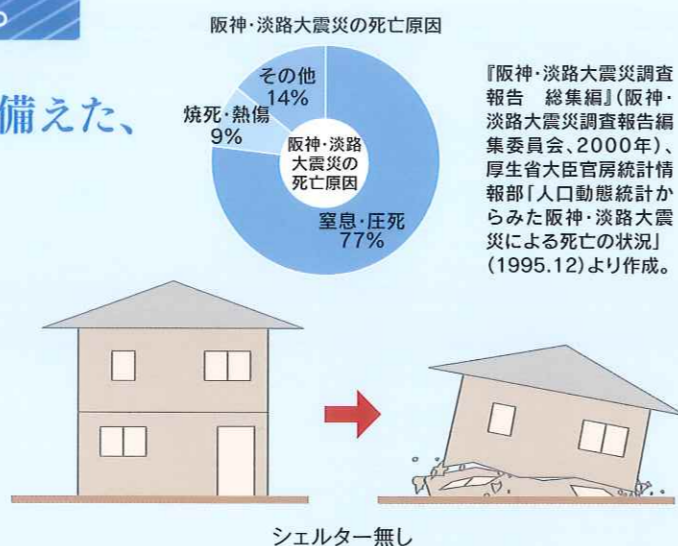 阪神・淡路大震災の死亡原因
備えた、
その他
14%
焼死・熱傷
9%
阪神・淡路
大震災の
死亡原因
窒息・圧死
77%
『阪神・淡路大震災調査
報告 総集編』(阪神・
淡路大震災調査報告編
集委員会、2000年)、
厚生省大臣官房統計情
報部「人口動態統計か
らみた阪神・淡路大震
災による死亡の状況」
(1995.12)より作成。
シェルター無し